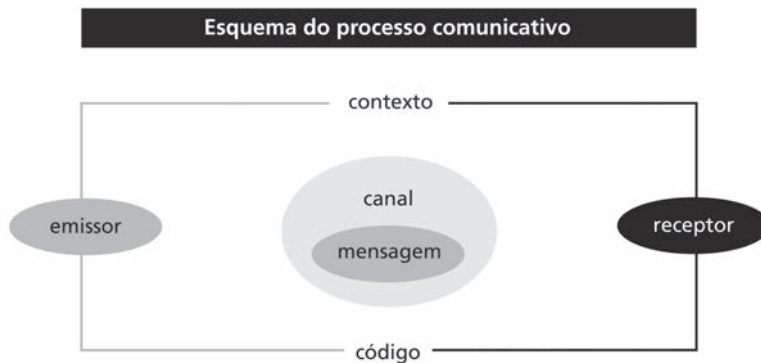 Esquema do processo comunicativo
contexto
canal
emissor
receptor
mensagem
código